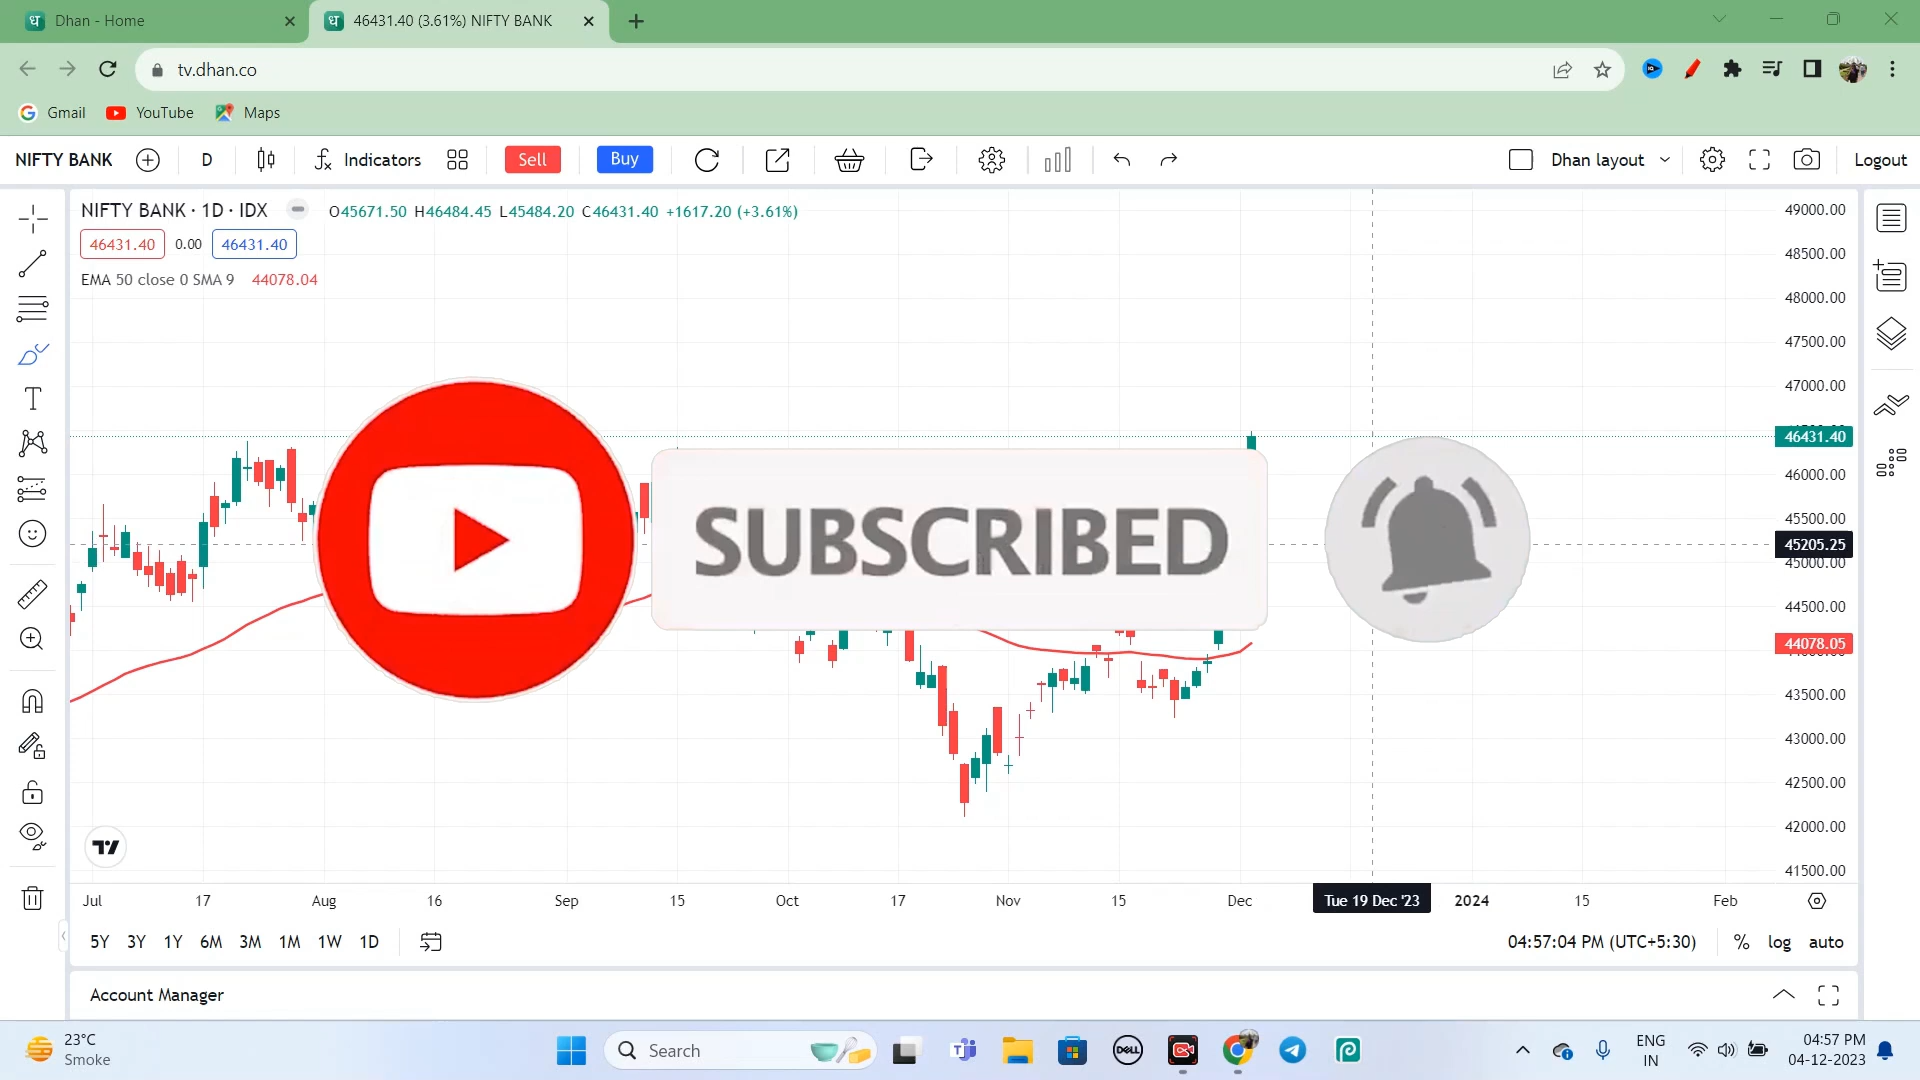 Dhan - Home
46431.40 (3.61%) NIFTY BANK
tv.dhan.co
Gmail YouTube Maps
NIFTY BANK D Indicators Sell Buy Dhan layout Logout
NIFTY BANK · 1D · IDX O45671.50 H46484.45 L45484.20 C46431.40 +1617.20 (+3.61%)
46431.40 0.00 46431.40
EMA 50 close 0 SMA 9 44078.04
49000.00
48500.00
48000.00
47500.00
47000.00
46431.40
46000.00
45500.00
45205.25
45000.00
44500.00
44078.05
43500.00
43000.00
42500.00
42000.00
41500.00
SUBSCRIBED
Jul 17 Aug 16 Sep 15 Oct 17 Nov 15 Dec Tue 19 Dec '23 2024 15 Feb
5Y 3Y 1Y 6M 3M 1M 1W 1D 04:57:04 PM (UTC+5:30) % log auto
Account Manager
23°C
Smoke
Search
DELL
ENG
IN
04:57 PM
04-12-2023